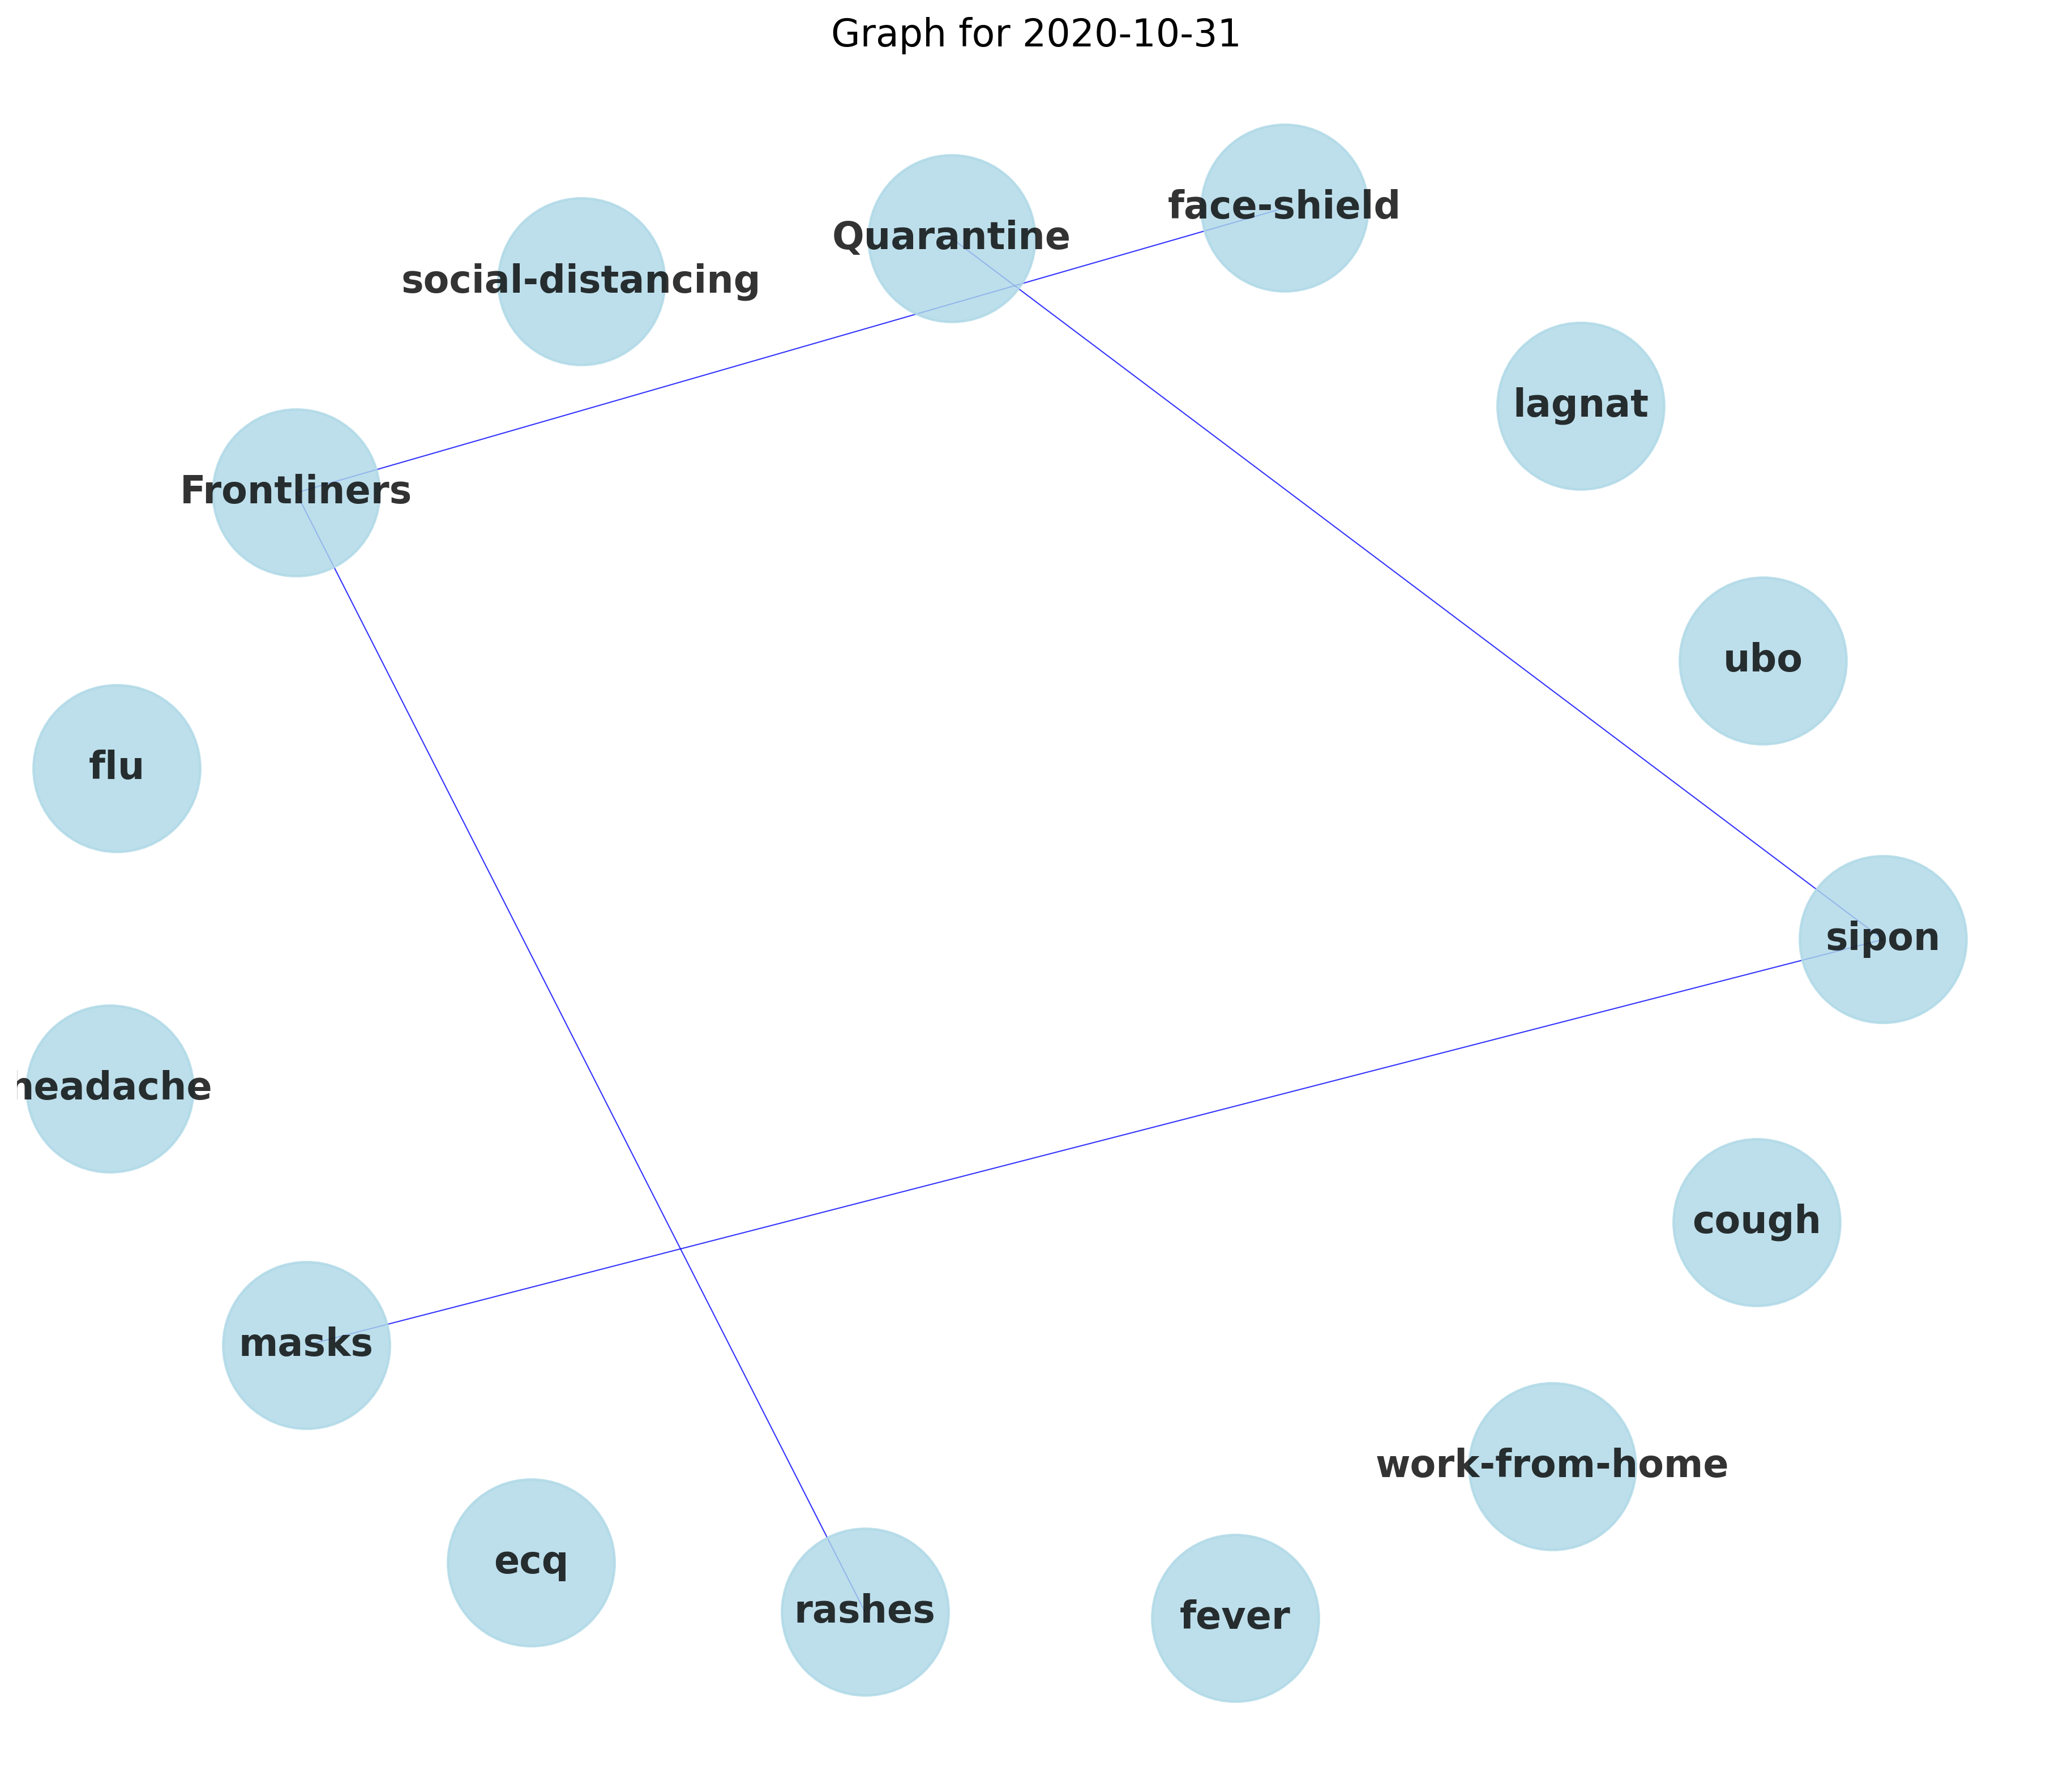 Graph for 2020-10-31
face-shield
Quarantine
social-distancing
lagnat
Frontliners
ubo
flu
sipon
headache
cough
masks
work-from-home
ecq
rashes
fever